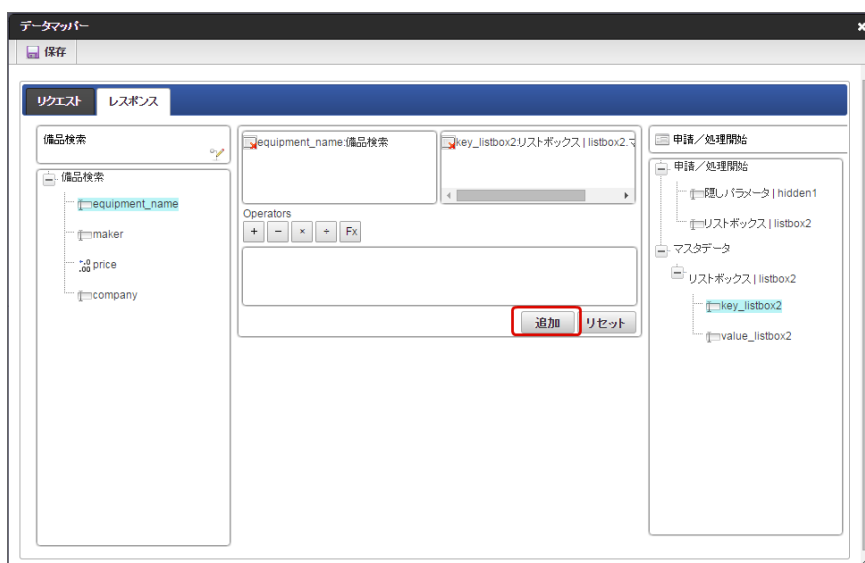 データマッパー
保存
リクエスト レスポンス
備品検索
備品検索
equipment_name
maker
price
company
equipment_name:備品検索
key_listbox2リストボックス | listbox2.マ
Operators
+ − × ÷ Fx
追加 リセット
申請/処理開始
申請/処理開始
隠しパラメータ | hidden1
リストボックス | listbox2
マスタデータ
リストボックス | listbox2
key_listbox2
value_listbox2